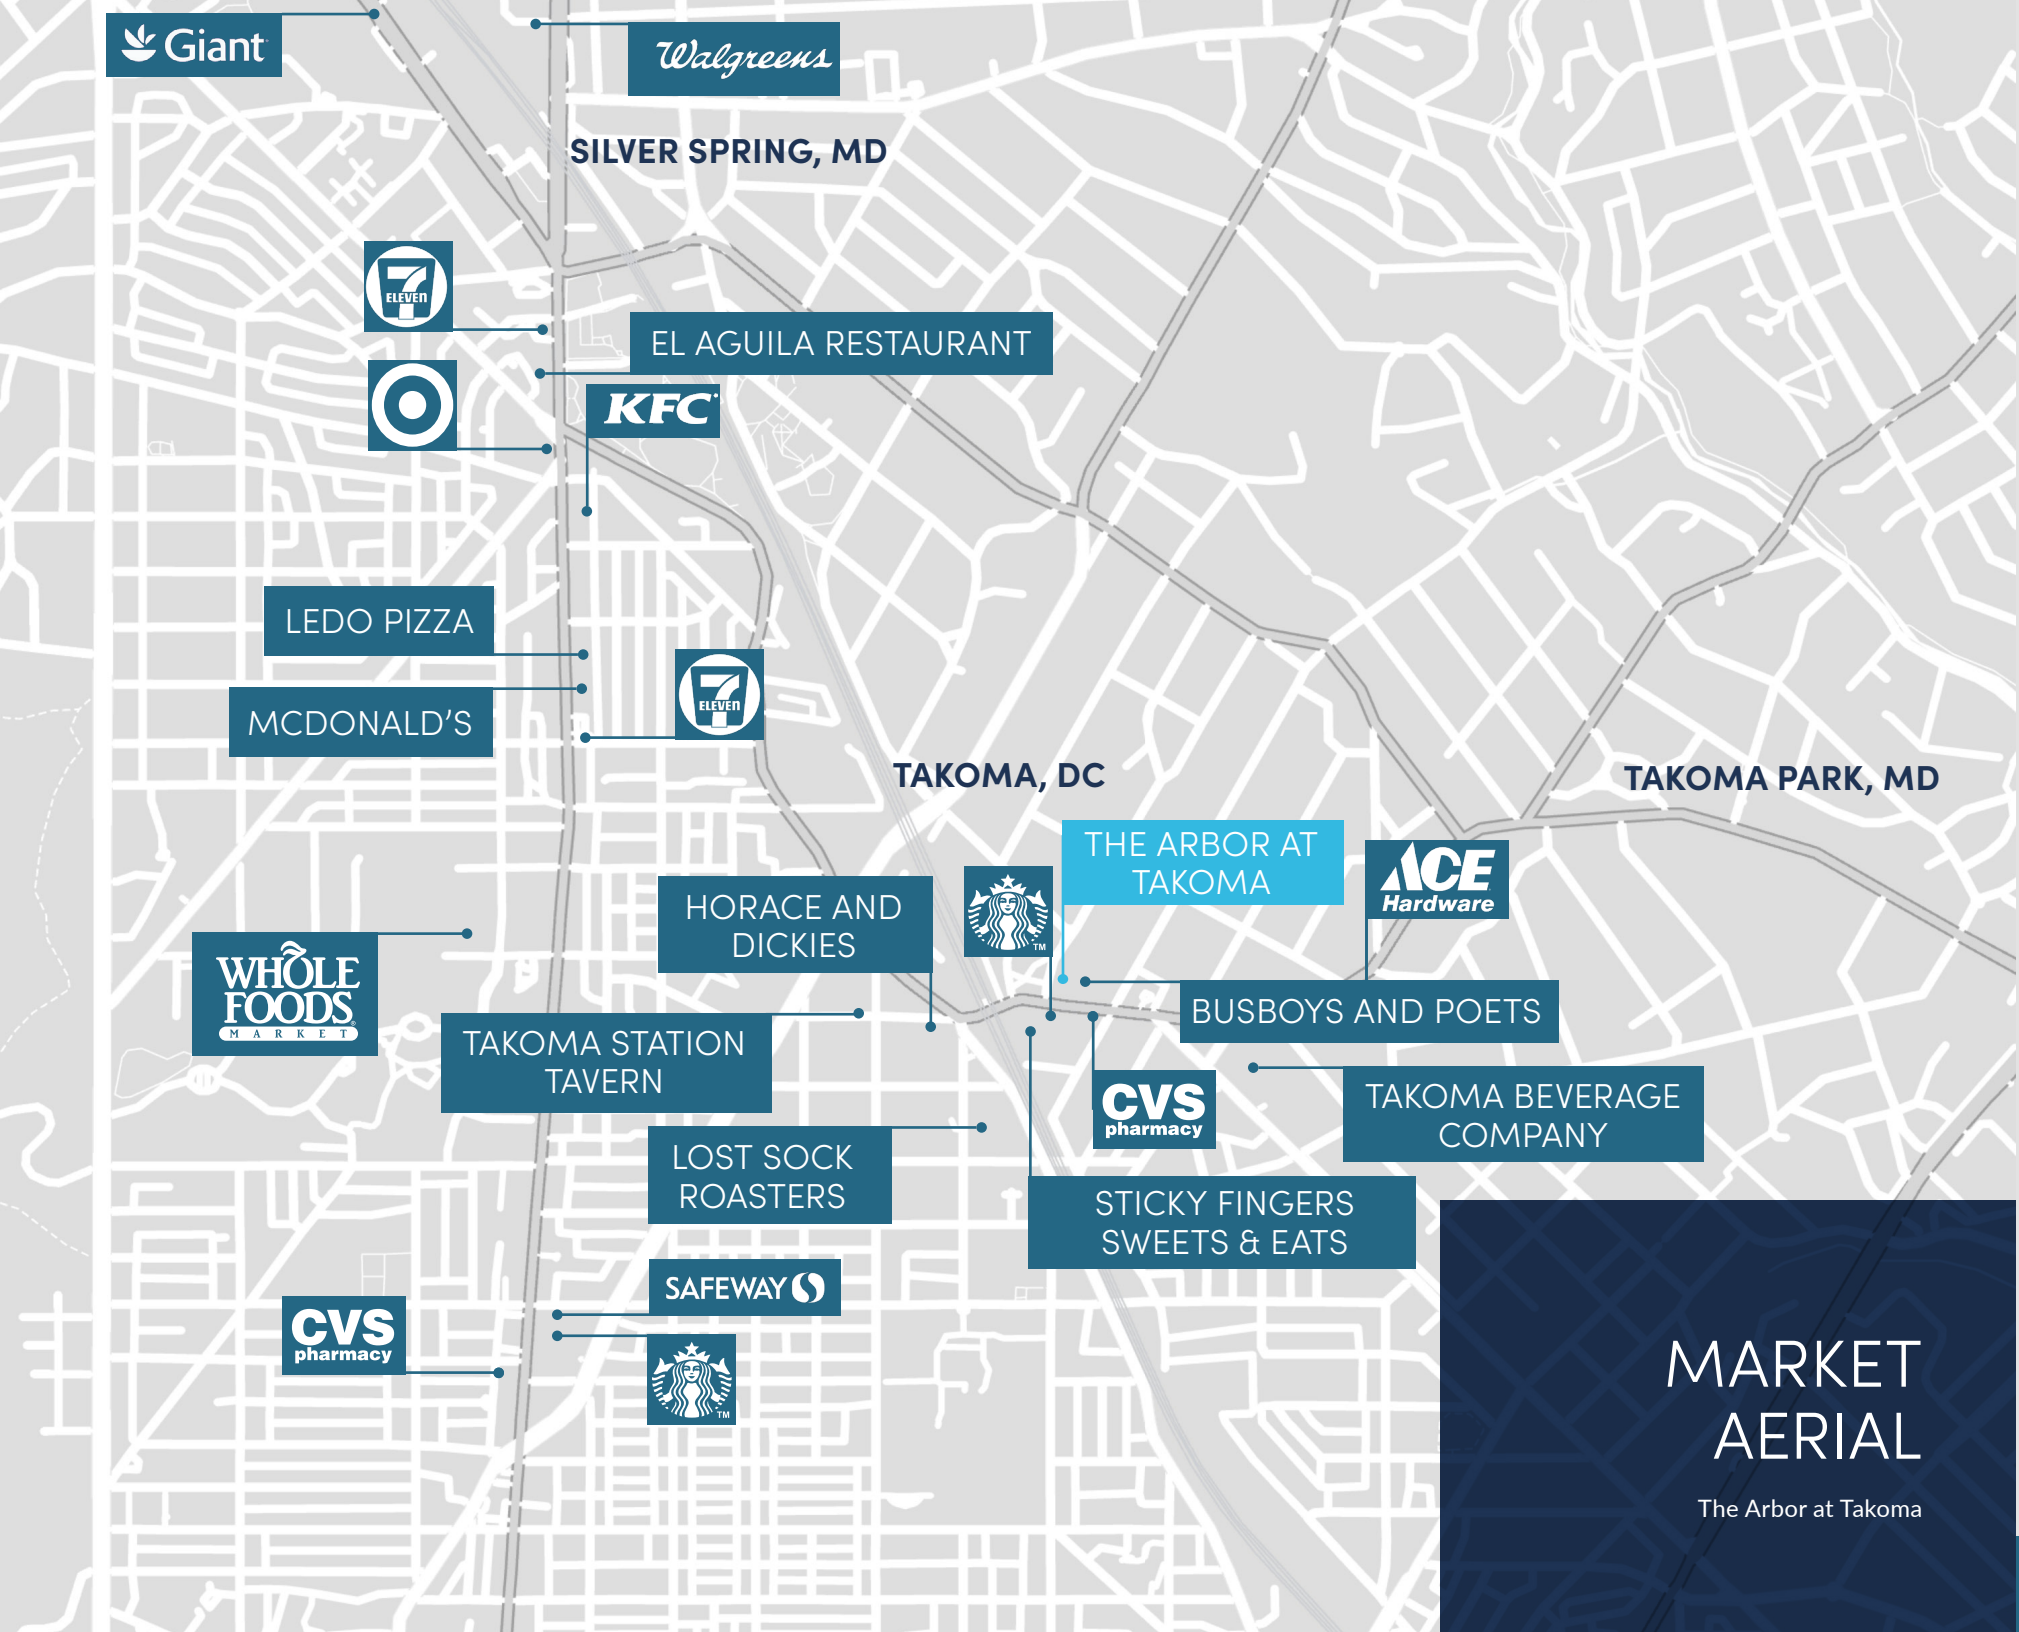 Giant
Walgreens
SILVER SPRING, MD
7
ELEVEn
EL AGUILA RESTAURANT
KFC
LEDO PIZZA
7
ELEVEn
MCDONALD'S
TAKOMA, DC
TAKOMA PARK, MD
THE ARBOR AT
TAKOMA
ACE
Hardware
HORACE AND
DICKIES
TM
WHOLE
FOODS
MARKET
BUSBOYS AND POETS
TAKOMA STATION
TAVERN
CVS
pharmacy
TAKOMA BEVERAGE
COMPANY
LOST SOCK
ROASTERS
STICKY FINGERS
SWEETS & EATS
SAFEWAY
CVS
pharmacy
TM
MARKET
AERIAL
The Arbor at Takoma